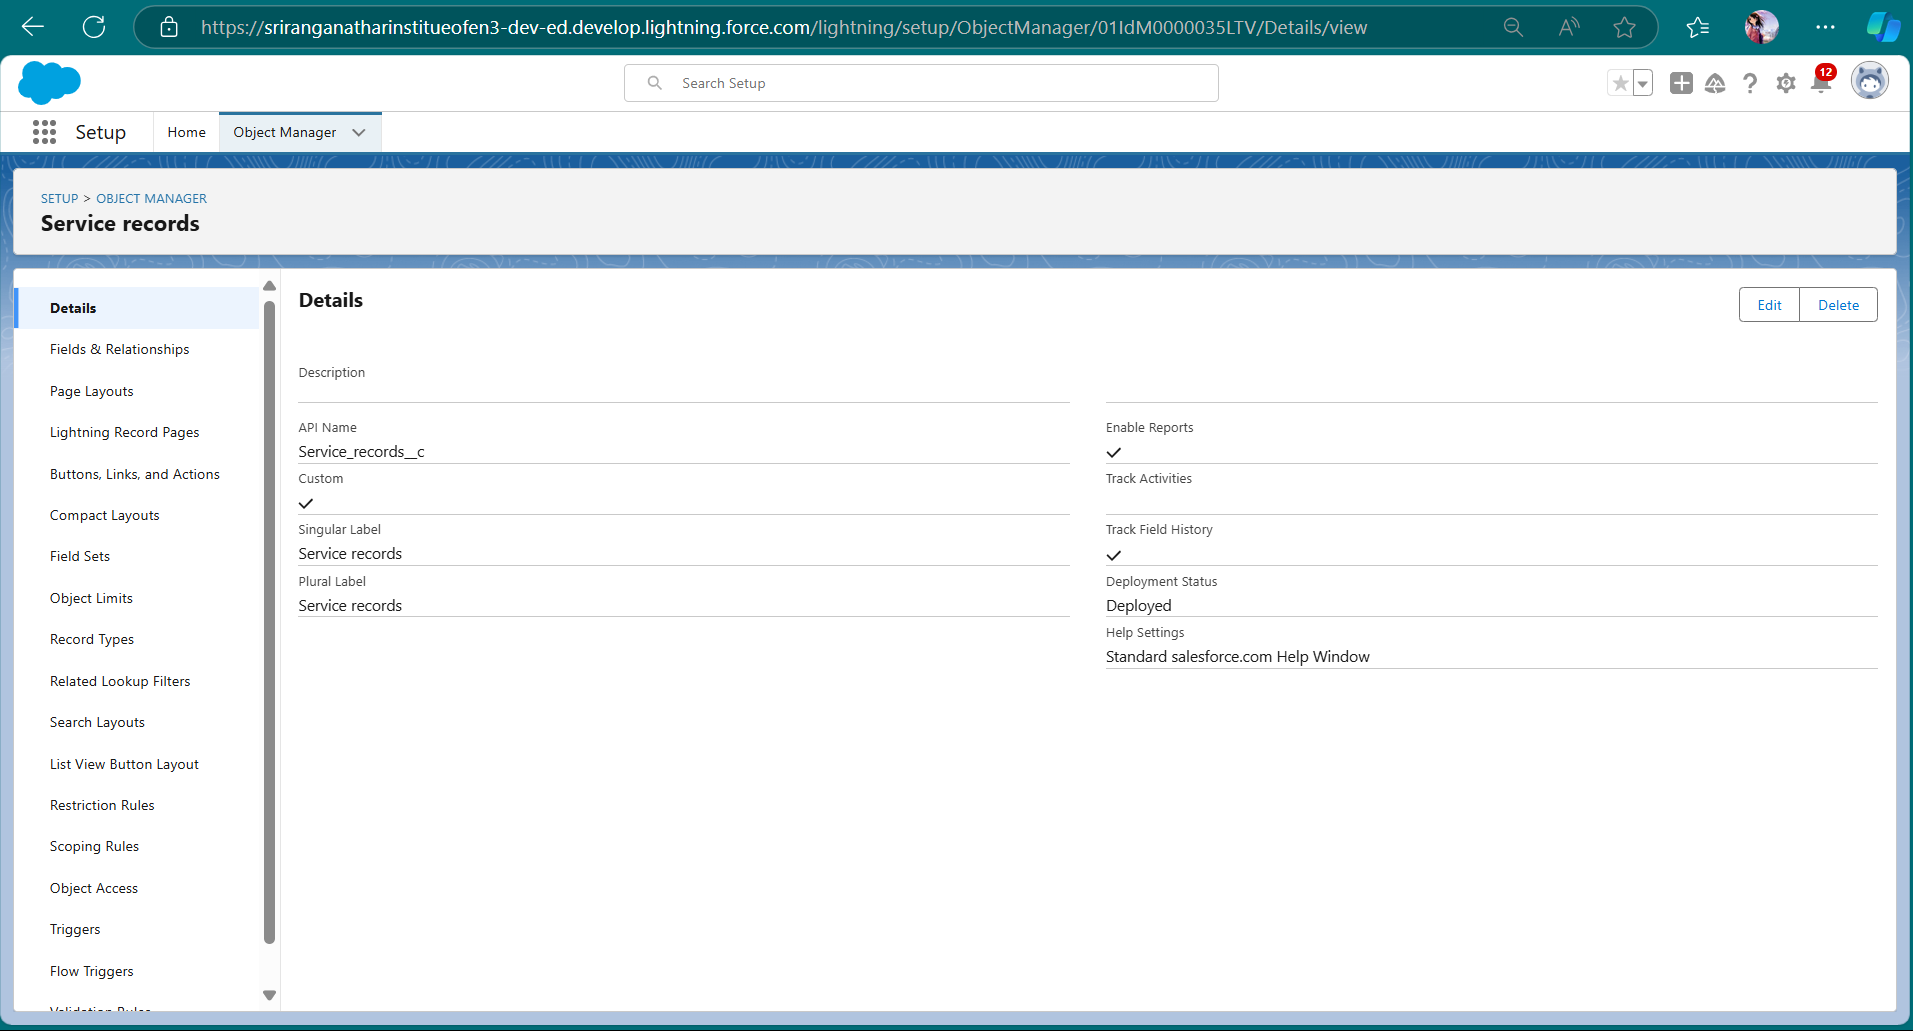 https://sriranganatharinstitueofen3-dev-ed.develop.lightning.force.com/lightning/setup/ObjectManager/01IdM0000035LTV/Details/view
Search Setup
12
Setup
Home
Object Manager
SETUP > OBJECT MANAGER
Service records
Details
Fields & Relationships
Page Layouts
Lightning Record Pages
Buttons, Links, and Actions
Compact Layouts
Field Sets
Object Limits
Record Types
Related Lookup Filters
Search Layouts
List View Button Layout
Restriction Rules
Scoping Rules
Object Access
Triggers
Flow Triggers
Validation Rules
Details
Edit
Delete
Description
API Name
Service_records__c
Custom
Singular Label
Service records
Plural Label
Service records
Enable Reports
Track Activities
Track Field History
Deployment Status
Deployed
Help Settings
Standard salesforce.com Help Window